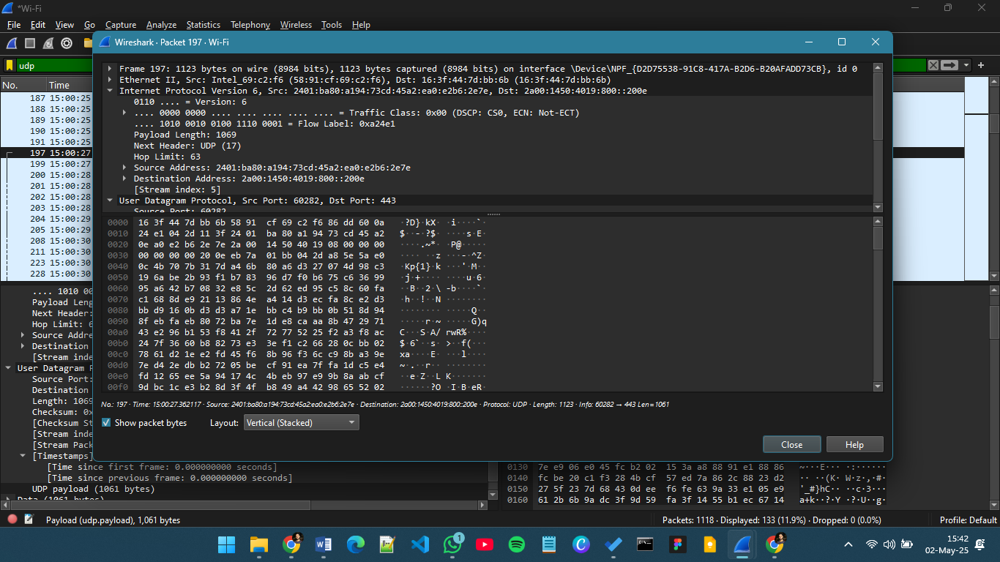 *Wi-Fi
File Edit View Go Capture Analyze Statistics Telephony Wireless Tools Help
Wireshark · Packet 197 · Wi-Fi
udp
No. Time
187 15:00:25
188 15:00:25
189 15:00:25
190 15:00:25
191 15:00:25
197 15:00:27
199 15:00:27
200 15:00:28
201 15:00:28
202 15:00:28
203 15:00:28
204 15:00:29
205 15:00:29
208 15:00:30
211 15:00:30
223 15:00:30
228 15:00:30
Frame 197: 1123 bytes on wire (8984 bits), 1123 bytes captured (8984 bits) on interface \Device\NPF_{D2D75538-91C8-417A-B2D6-B20AFADD73CB}, id 0
Ethernet II, Src: Intel_69:c2:f6 (58:91:cf:69:c2:f6), Dst: 16:3f:44:7d:bb:6b (16:3f:44:7d:bb:6b)
Internet Protocol Version 6, Src: 2401:ba80:a194:73cd:45a2:ea0:e2b6:2e7e, Dst: 2a00:1450:4019:800::200e
0110 .... = Version: 6
.... 0000 0000 .... .... .... .... .... = Traffic Class: 0x00 (DSCP: CS0, ECN: Not-ECT)
.... 1010 0010 0100 1110 0001 = Flow Label: 0xa24e1
Payload Length: 1069
Next Header: UDP (17)
Hop Limit: 63
Source Address: 2401:ba80:a194:73cd:45a2:ea0:e2b6:2e7e
Destination Address: 2a00:1450:4019:800::200e
[Stream index: 5]
User Datagram Protocol, Src Port: 60282, Dst Port: 443
Source Port: 60282
0000 16 3f 44 7d bb 6b 58 91 cf 69 c2 f6 86 dd 60 0a ·?D}·kX· ·i····`·
0010 24 e1 04 2d 11 3f 24 01 ba 80 a1 94 73 cd 45 a2 $··-·?$· ····s·E·
0020 0e a0 e2 b6 2e 7e 2a 00 14 50 40 19 08 00 00 00 ····.~*· ·P@·····
0030 00 00 00 00 20 0e eb 7a 01 bb 04 2d a8 5e 5a e0 ···· ··z ···-·^Z·
0040 0c 4b 70 7b 31 7d a4 6b 80 a6 d3 27 07 4d 98 c3 ·Kp{1}·k ···'·M··
0050 19 6a be 2b 93 f1 b7 83 96 d7 f0 b6 75 c6 36 99 ·j·+···· ····u·6·
0060 95 a6 42 b7 08 32 e8 5c 2d 62 ed 95 c5 8c 60 fa ··B··2·\ -b····`·
0070 c1 68 8d e9 21 13 86 4e a4 14 d3 ec fa 8c e2 d3 ·h··!··N ········
0080 bb d9 16 0b d3 d3 a7 1e bb c4 b9 bb 0b 51 8d 94 ········ ·····Q··
0090 8f eb fa eb 80 72 ba 7e 1d e8 ca aa 8b 47 29 71 ·····r·~ ·····G)q
00a0 43 e2 96 b1 53 f8 41 2f 72 77 52 25 f2 a3 f8 ac C···S·A/ rwR%····
00b0 24 7f 36 60 b8 82 73 e3 3e f1 c2 66 28 0c bb 02 $·6`··s· >··f(···
00c0 78 61 d2 1e e2 fd 45 f6 8b 96 f3 6c c9 8b a3 9e xa····E· ···l····
00d0 7e d4 2e db b2 72 05 be cf 91 ea 7f fa 1d c5 e4 ~·.··r·· ········
00e0 fd 12 65 ee 5a 94 17 4c 4b eb 97 e9 9b 8a ab cf ··e·Z··L K·······
00f0 9d bc 1c e3 b2 8d 3f 4f b8 49 a4 42 98 65 52 02 ······?O ·I·B·eR·
No.: 197 · Time: 15:00:27.362117 · Source: 2401:ba80:a194:73cd:45a2:ea0:e2b6:2e7e · Destination: 2a00:1450:4019:800::200e · Protocol: UDP · Length: 1123 · Info: 60282 → 443 Len=1061
Show packet bytes Layout: Vertical (Stacked)
Close Help
.... 1010 00
Payload Leng
Next Header:
Hop Limit: 6
Source Addre
Destination
[Stream inde
User Datagram P
Source Port:
Destination
Length: 1069
Checksum: 0x
[Checksum St
[Stream inde
[Stream Pack
[Timestamps]
[Time since first frame: 0.000000000 seconds]
[Time since previous frame: 0.000000000 seconds]
UDP payload (1061 bytes)
Data (1061 bytes)
0130 7e e9 06 e0 45 fc b2 02 15 3a a8 88 91 e1 88 86 ~···E··· ·:······
0140 fc be 20 c1 f3 28 4b cf 57 ed 7a 86 2c 88 23 d2 ·· ··(K· W·z·,·#·
0150 27 5f 23 7d 68 43 0d ee f6 fe 63 9a 33 e1 05 e9 '_#}hC·· ··c·3···
0160 61 2b 6b 9a dc 3f 9d 59 fa 3f 14 55 b1 ec 67 14 a+k··?·Y ·?·U··g·
Payload (udp.payload), 1,061 bytes
Packets: 1118 · Displayed: 133 (11.9%) · Dropped: 0 (0.0%)
Profile: Default
1
15:42
02-May-25